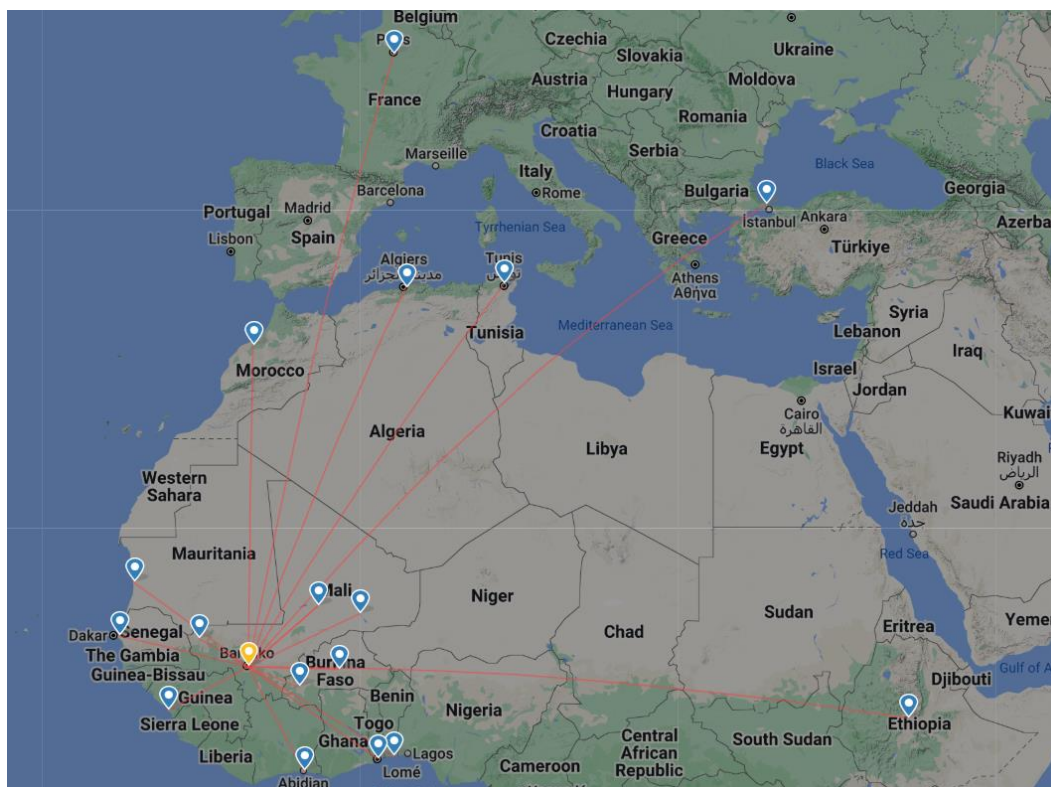 Belgium
Czechia
Ukraine
Slovakia
Austria
Moldova
Hungary
France
Romania
Croatia
Marseille
Serbia
Italy
Black Sea
Barcelona
Rome
Bulgaria
Georgia
Madrid
Portugal
Spain
Tyrrhenian Sea
İstanbul
Ankara
Azerba
Lisbon
Greece
Türkiye
Algiers
Tunis
Athens
Αθήνα
Syria
Tunisia
Mediterranean Sea
Lebanon
Iraq
Morocco
Israel
Jordan
Cairo
القاهرة
Kuwai
Algeria
Libya
Egypt
Riyadh
الرياض
Western
Sahara
Saudi Arabia
Jeddah
جدة
Mauritania
Red Sea
Niger
Sudan
Yeme
Chad
Eritrea
Dakar
Senegal
The Gambia
Guinea-Bissau
Burkina
Faso
Gulf of A
Djibouti
Benin
Guinea
Nigeria
Sierra Leone
Togo
Ghana
Ethiopia
Liberia
Lagos
Lomé
Central
African
Republic
South Sudan
Cameroon
Abidjan